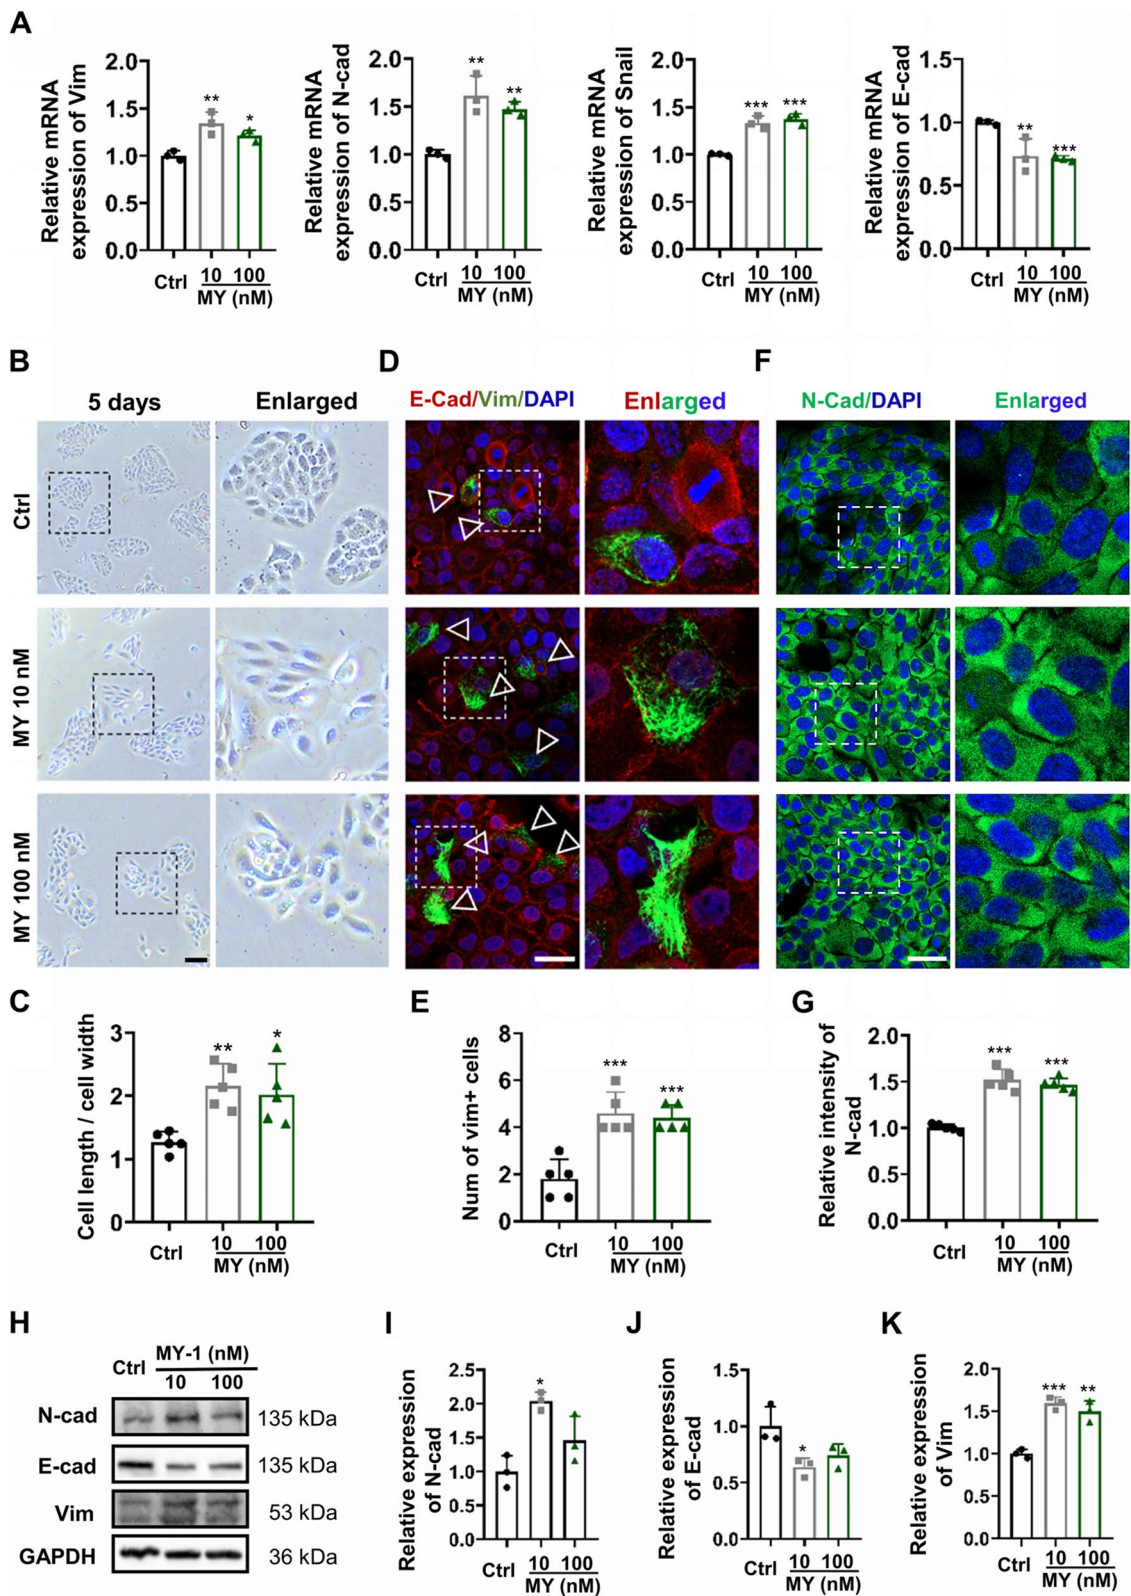 A
Relative mRNA
expression of Vim
2.0
1.5
1.0
0.5
0.0
**
*
Ctrl
10 100
MY (nM)
Relative mRNA
expression of N-cad
2.0
1.5
1.0
0.5
0.0
**
**
Ctrl
10 100
MY (nM)
Relative mRNA
expression of Snail
2.0
1.5
1.0
0.5
0.0
***
***
Ctrl
10 100
MY (nM)
Relative mRNA
expression of E-cad
1.5
1.0
0.5
0.0
**
***
Ctrl
10 100
MY (nM)
B
5 days
Enlarged
Ctrl
MY 10 nM
MY 100 nM
D
E-Cad/Vim/DAPI
Enlarged
F
N-Cad/DAPI
Enlarged
C
Cell length / cell width
3
2
1
0
**
*
Ctrl
10 100
MY (nM)
E
Num of vim+ cells
8
6
4
2
0
***
***
Ctrl
10 100
MY (nM)
G
Relative intensity of
N-cad
2.0
1.5
1.0
0.5
0.0
***
***
Ctrl
10 100
MY (nM)
H
Ctrl
MY-1 (nM)
10 100
N-cad 135 kDa
E-cad 135 kDa
Vim 53 kDa
GAPDH 36 kDa
I
Relative expression
of N-cad
2.5
2.0
1.5
1.0
0.5
0.0
*
Ctrl
10 100
MY (nM)
J
Relative expression
of E-cad
1.5
1.0
0.5
0.0
*
Ctrl
10 100
MY (nM)
K
Relative expression
of Vim
2.0
1.5
1.0
0.5
0.0
***
**
Ctrl
10 100
MY (nM)